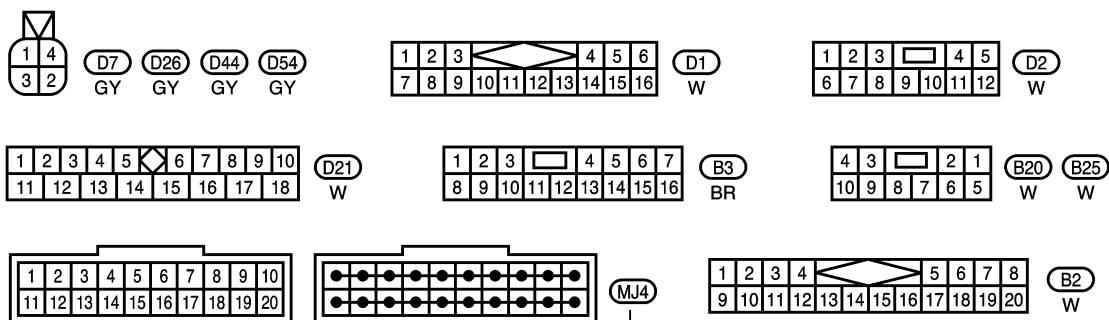 1 4
3 2
D7 D26 D44 D54
GY GY GY GY
1 2 3 4 5 6
7 8 9 10 11 12 13 14 15 16
D1
W
1 2 3 4 5
6 7 8 9 10 11 12
D2
W
1 2 3 4 5 6 7 8 9 10
11 12 13 14 15 16 17 18
D21
W
1 2 3 4 5 6 7
8 9 10 11 12 13 14 15 16
B3
BR
4 3 2 1
10 9 8 7 6 5
B20 B25
W W
1 2 3 4 5 6 7 8 9 10
11 12 13 14 15 16 17 18 19 20
MJ4
1 2 3 4 5 6 7 8
9 10 11 12 13 14 15 16 17 18 19 20
B2
W